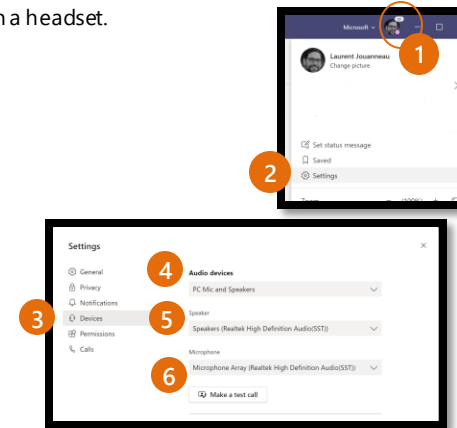 a headset.
Microsoft
1
Laurent Jouanneau
Change picture
Set status message
Saved
2
Settings
Settings
General
Privacy
Notifications
3
Devices
Permissions
Calls
4
Audio devices
PC Mic and Speakers
5
Speaker
Speakers (Realtek High Definition Audio(SST))
6
Microphone
Microphone Array (Realtek High Definition Audio(SST))
Make a test call